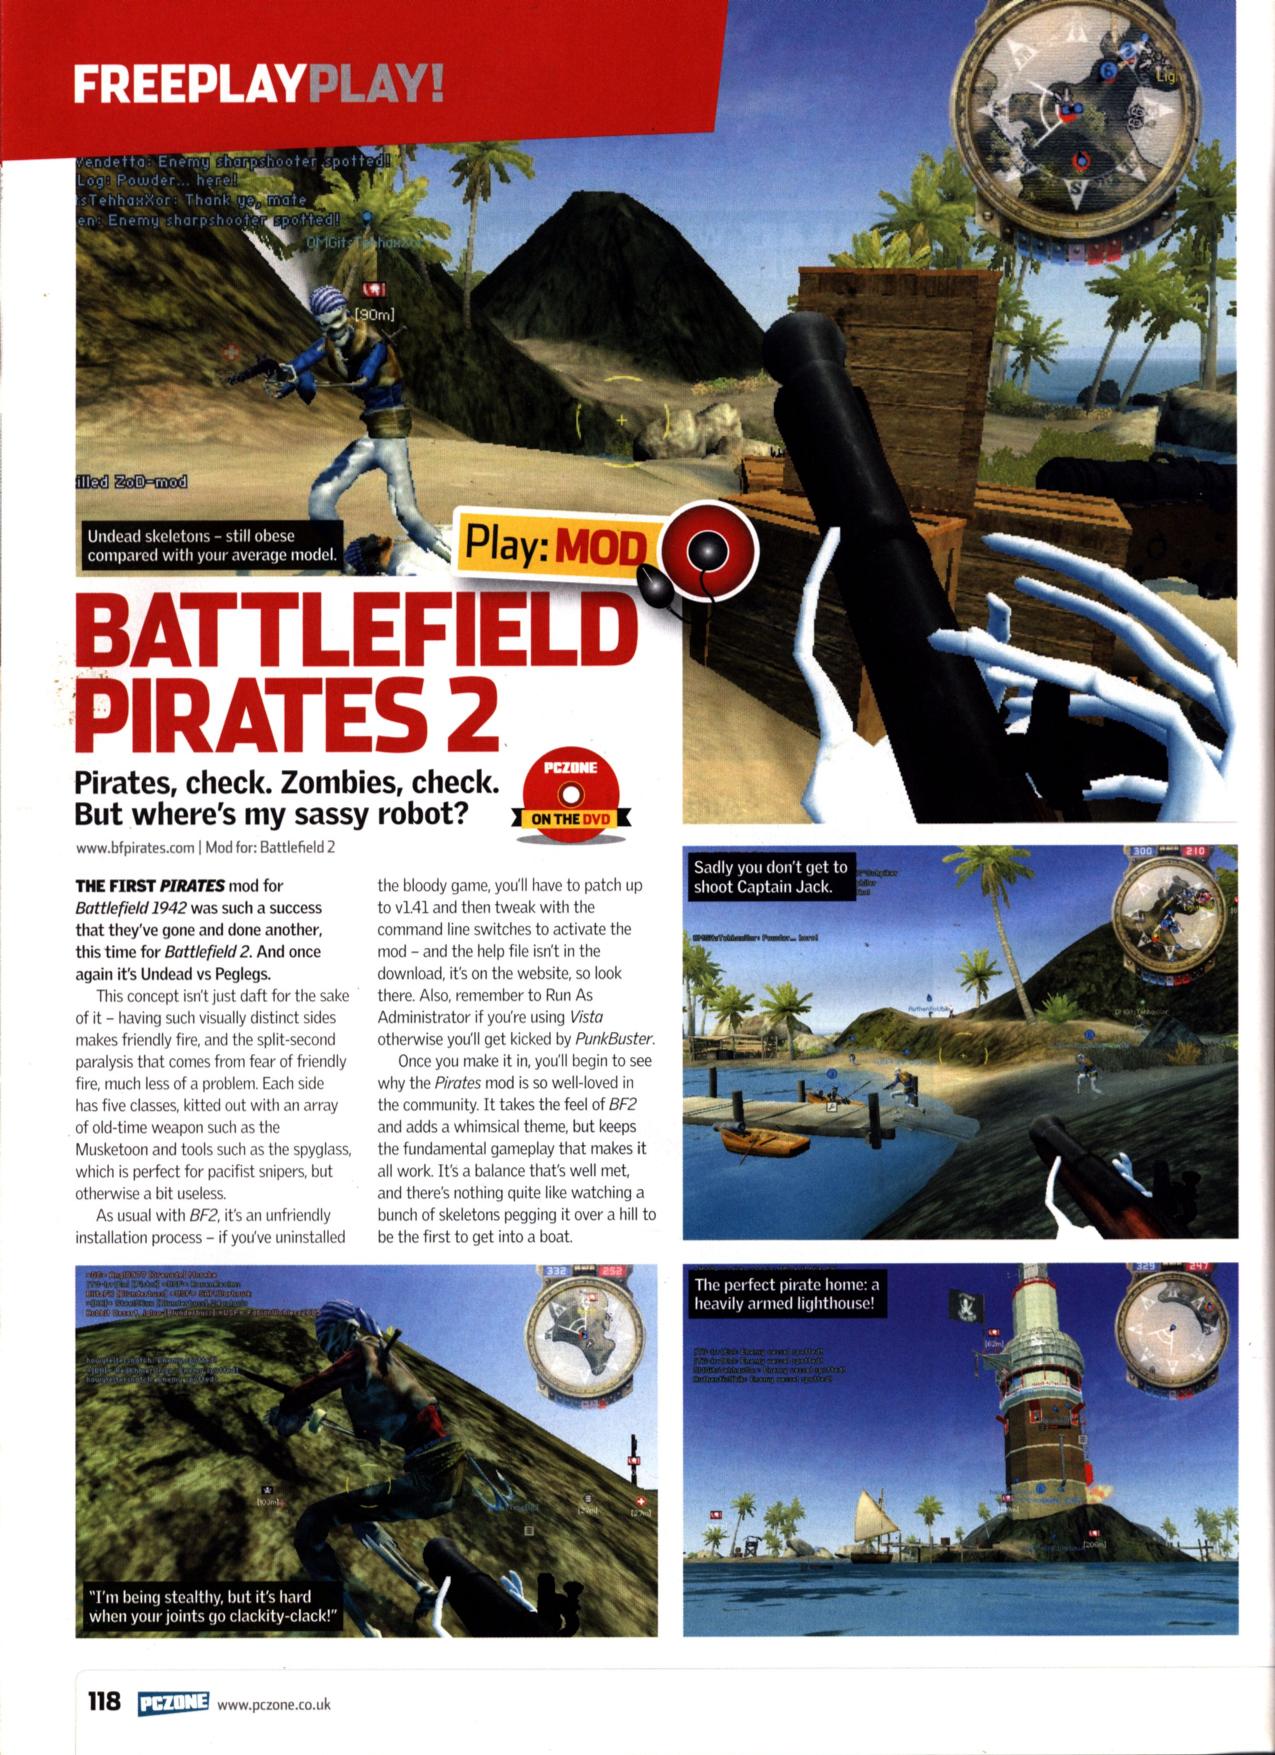 FREEPLAYPLAY!
Vendetta: Enemy sharpshooter spotted!
Log: Powder... here!
sTehhaxXor: Thank ye, mate
en: Enemy sharpshooter spotted!
[90m]
illed ZoD-mod
Undead skeletons – still obese
compared with your average model.
Play: MOD
BATTLEFIELD
PIRATES 2
Pirates, check. Zombies, check.
But where's my sassy robot?
PCZONE
ON THE DVD
www.bfpirates.com | Mod for: Battlefield 2
THE FIRST PIRATES mod for
Battlefield 1942 was such a success
that they've gone and done another,
this time for Battlefield 2. And once
again it's Undead vs Peglegs.
This concept isn't just daft for the sake
of it – having such visually distinct sides
makes friendly fire, and the split-second
paralysis that comes from fear of friendly
fire, much less of a problem. Each side
has five classes, kitted out with an array
of old-time weapon such as the
Musketoon and tools such as the spyglass,
which is perfect for pacifist snipers, but
otherwise a bit useless.
As usual with BF2, it's an unfriendly
installation process – if you've uninstalled
the bloody game, you'll have to patch up
to v1.41 and then tweak with the
command line switches to activate the
mod – and the help file isn't in the
download, it's on the website, so look
there. Also, remember to Run As
Administrator if you're using Vista
otherwise you'll get kicked by PunkBuster.
Once you make it in, you'll begin to see
why the Pirates mod is so well-loved in
the community. It takes the feel of BF2
and adds a whimsical theme, but keeps
the fundamental gameplay that makes it
all work. It's a balance that's well met,
and there's nothing quite like watching a
bunch of skeletons pegging it over a hill to
be the first to get into a boat.
Sadly you don't get to
shoot Captain Jack.
300 210
332 252
"I'm being stealthy, but it's hard
when your joints go clackity-clack!"
The perfect pirate home: a
heavily armed lighthouse!
329 247
118 PCZONE www.pczone.co.uk